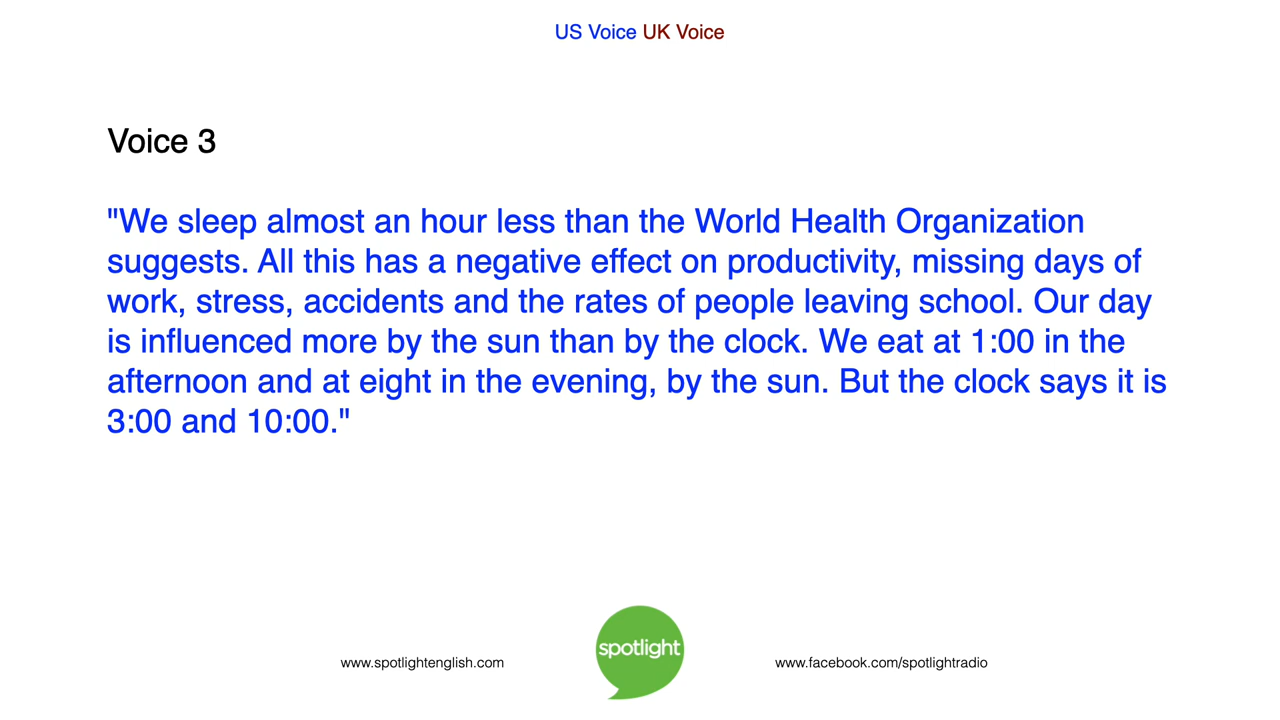 US Voice UK Voice
Voice 3
"We sleep almost an hour less than the World Health Organization
suggests. All this has a negative effect on productivity, missing days of
work, stress, accidents and the rates of people leaving school. Our day
is influenced more by the sun than by the clock. We eat at 1:00 in the
afternoon and at eight in the evening, by the sun. But the clock says it is
3:00 and 10:00."
www.spotlightenglish.com
spotlight
www.facebook.com/spotlightradio